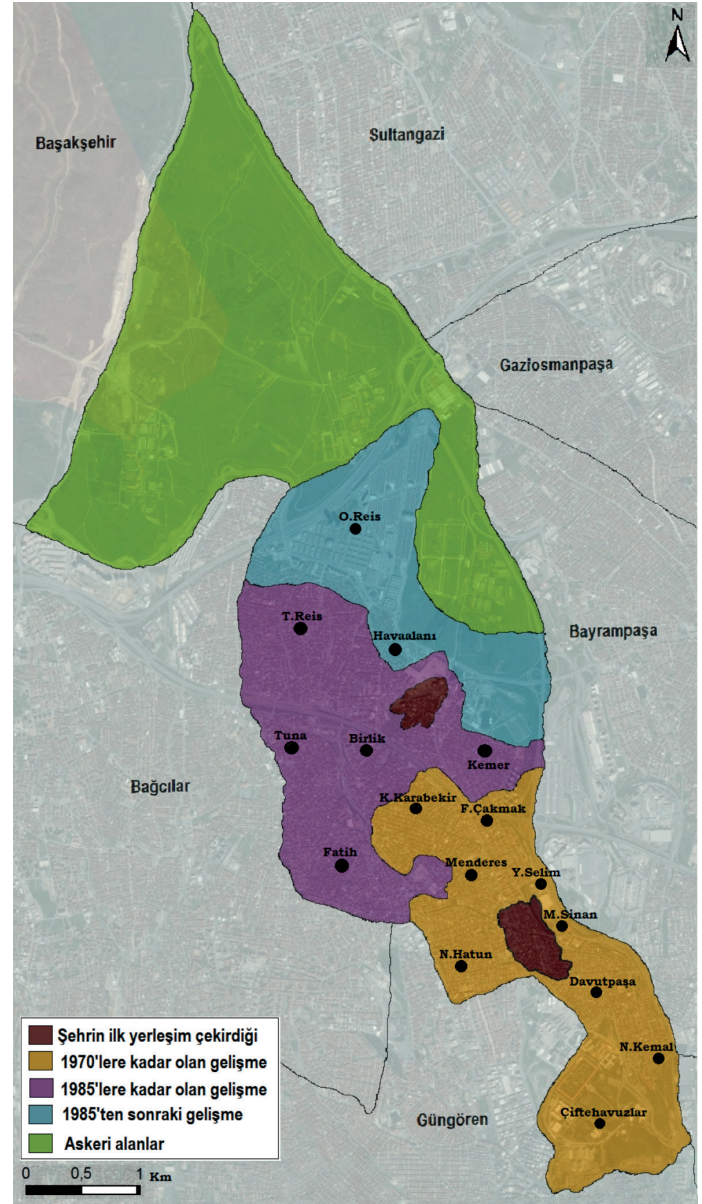 N
Başakşehir
Sultangazi
Gaziosmanpaşa
O.Reis
T.Reis
Havaalanı
Bayrampaşa
Tuna
Birlik
Kemer
Bağcılar
K.Karabekir
F.Çakmak
Fatih
Menderes
Y.Selim
M.Sinan
N.Hatun
Davutpaşa
N.Kemal
Çiftehavuzlar
Güngören
Şehrin ilk yerleşim çekirdiği
1970'lere kadar olan gelişme
1985'lere kadar olan gelişme
1985'ten sonraki gelişme
Askeri alanlar
0 0,5 1 Km